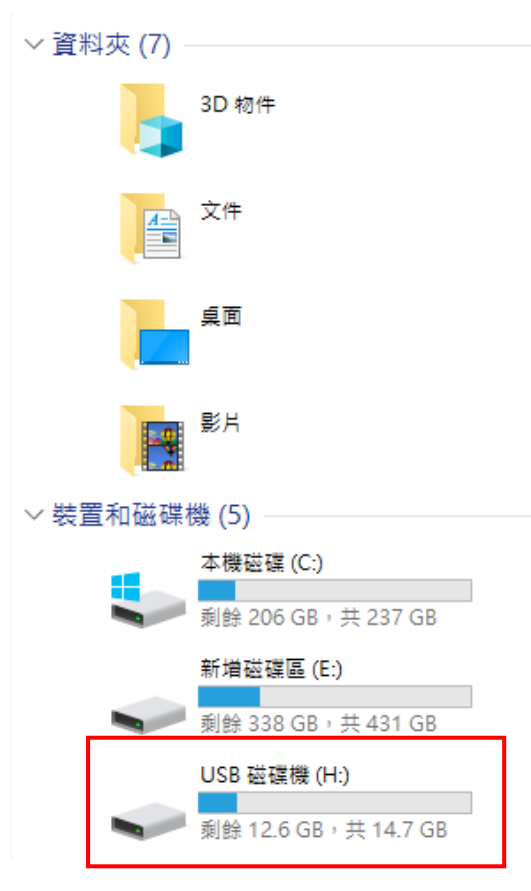 資料夾 (7)
3D 物件
文件
桌面
影片
裝置和磁碟機 (5)
本機磁碟 (C:)
剩餘 206 GB，共 237 GB
新增磁碟區 (E:)
剩餘 338 GB，共 431 GB
USB 磁碟機 (H:)
剩餘 12.6 GB，共 14.7 GB